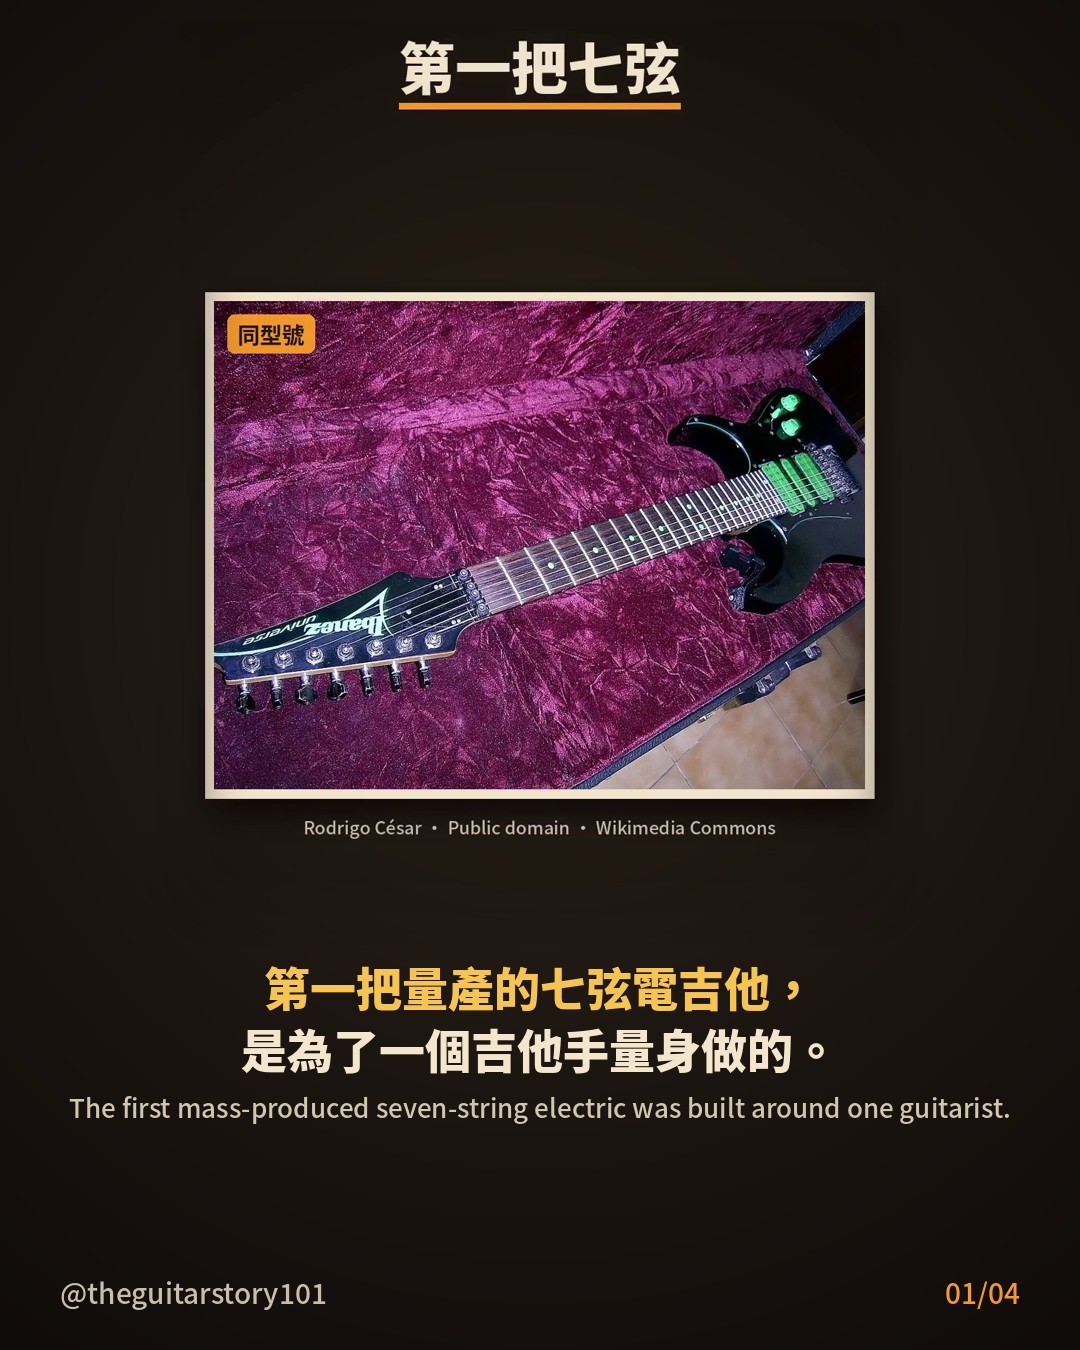 第一把七弦
同型號
Ibanez
universe
Rodrigo César • Public domain • Wikimedia Commons
第一把量產的七弦電吉他，
是為了一個吉他手量身做的。
The first mass-produced seven-string electric was built around one guitarist.
@theguitarstory101
01/04